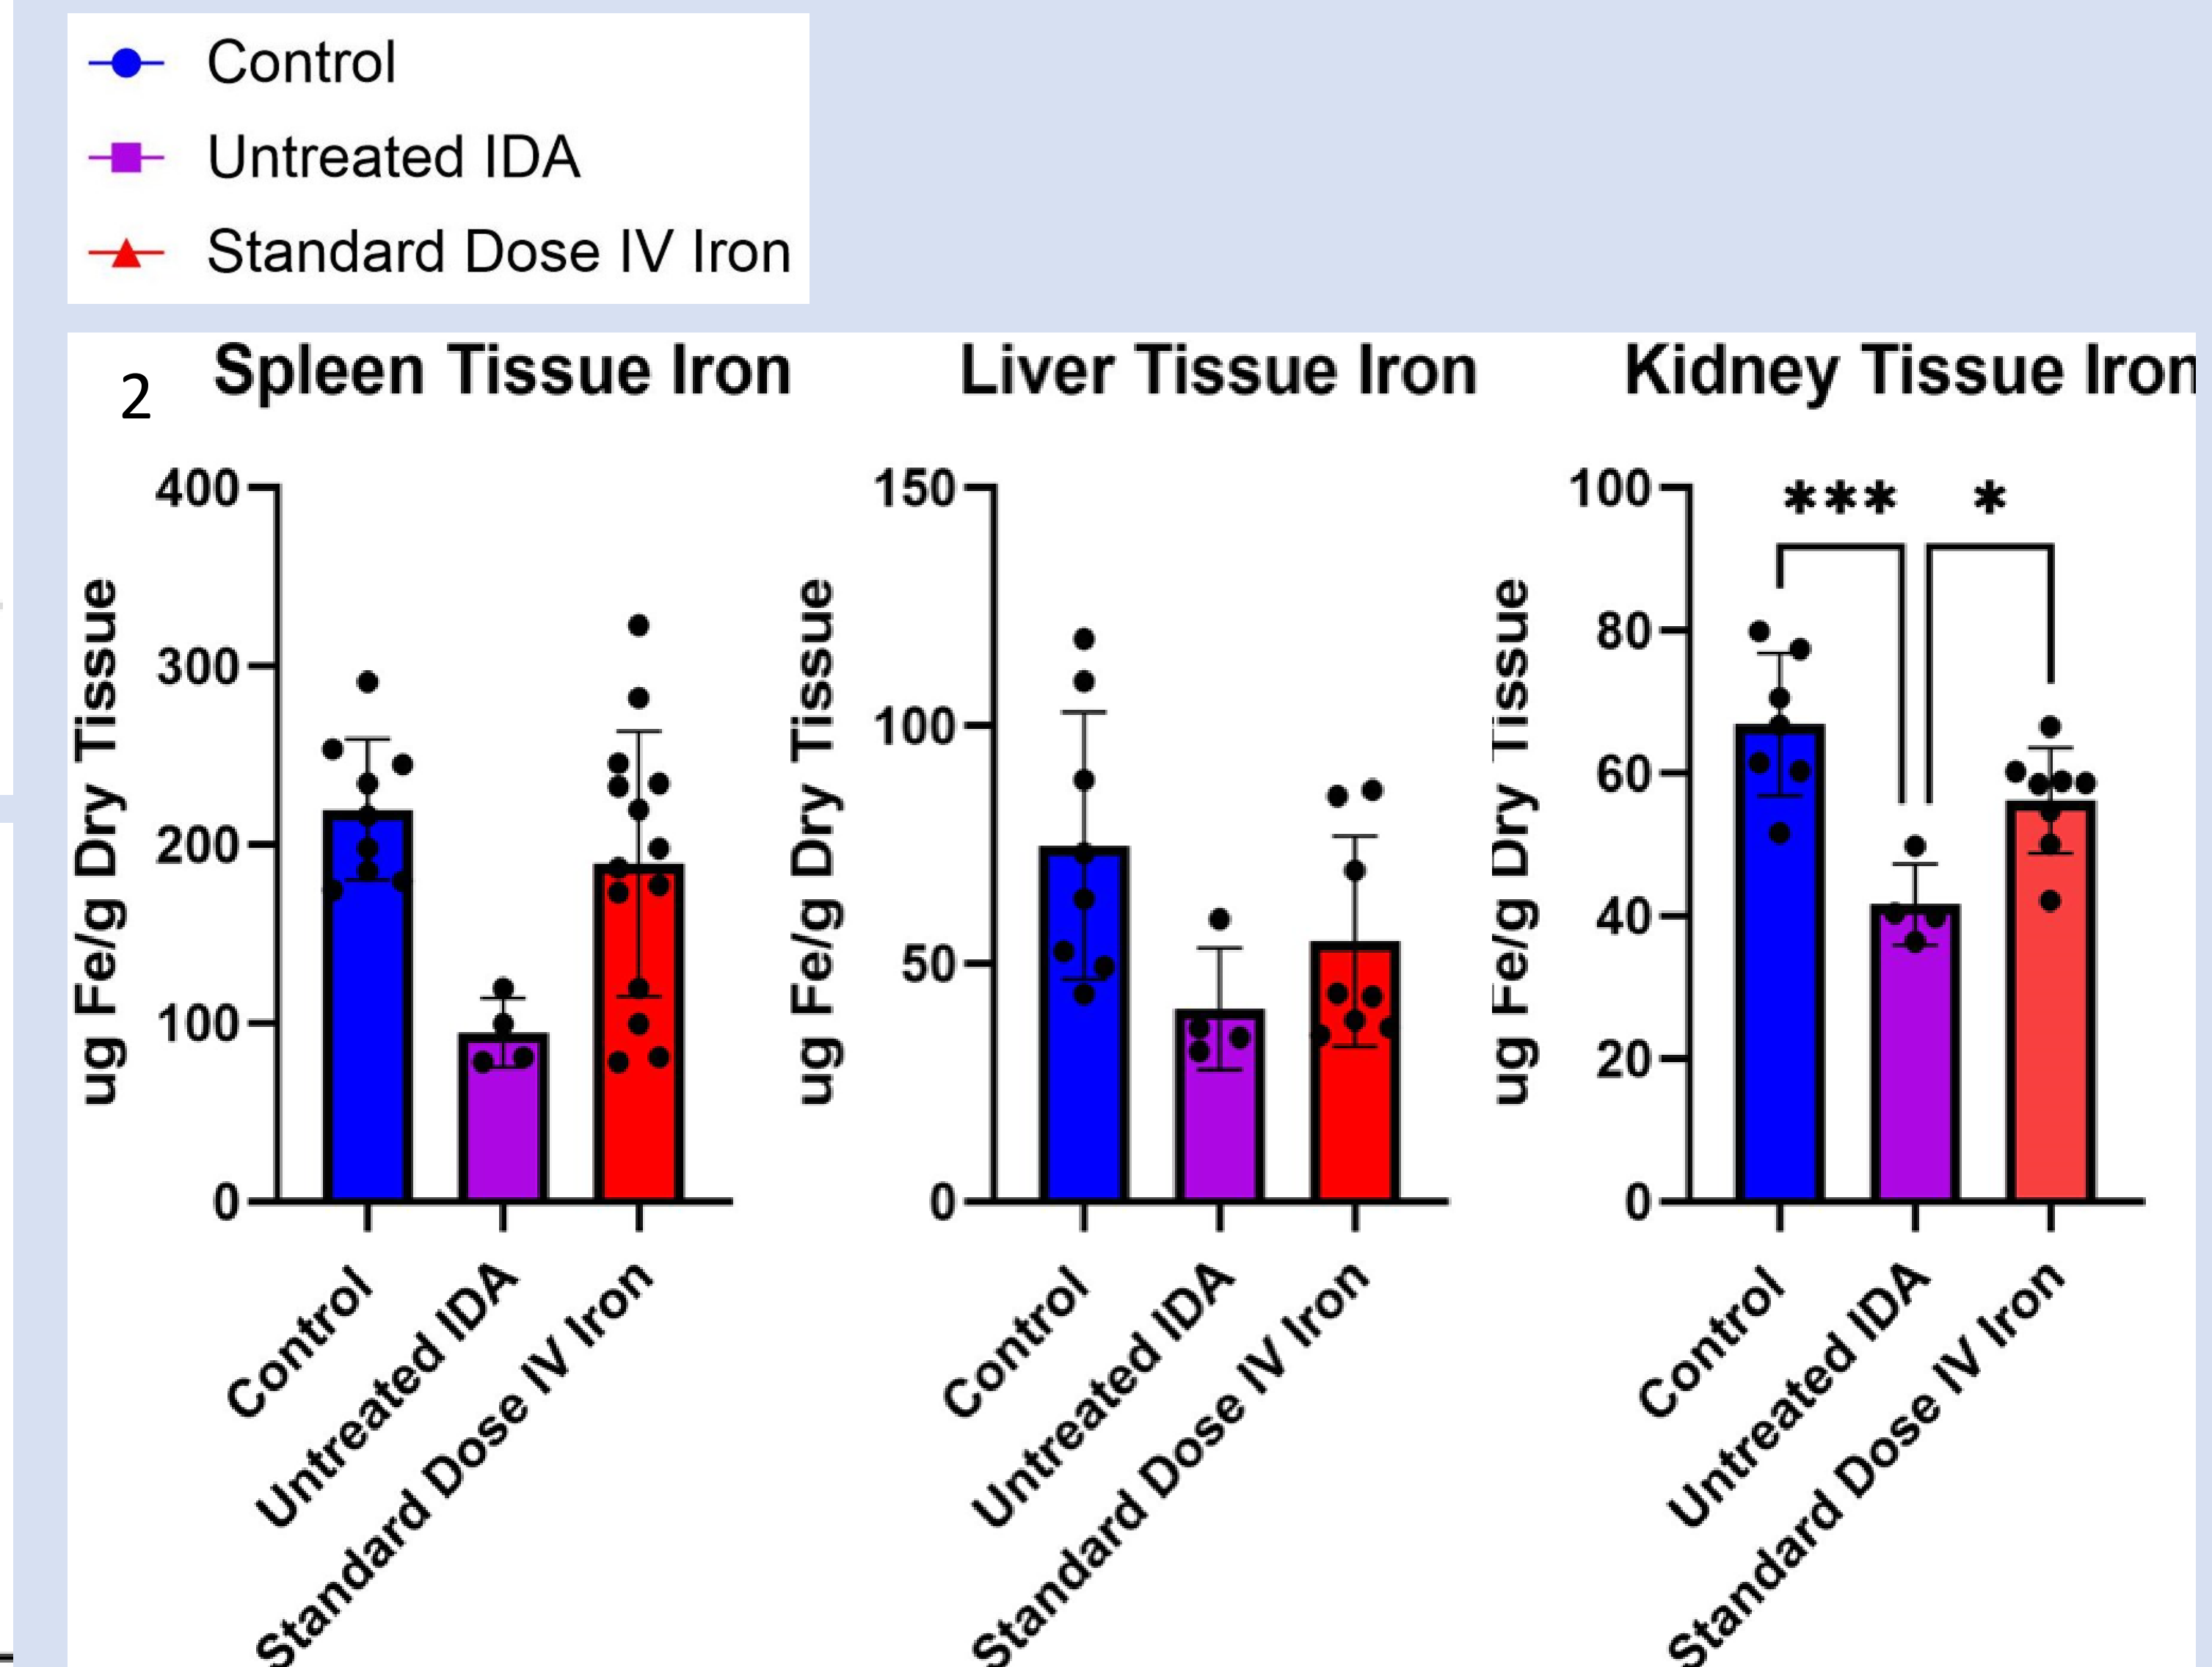 Control
Untreated IDA
Standard Dose IV Iron
2
Spleen Tissue Iron
ug Fe/g Dry Tissue
400
300
200
100
0
Control
Untreated IDA
Standard Dose IV Iron
Liver Tissue Iron
ug Fe/g Dry Tissue
150
100
50
0
Control
Untreated IDA
Standard Dose IV Iron
Kidney Tissue Iron
ug Fe/g Dry Tissue
100
80
60
40
20
0
*** *
Control
Untreated IDA
Standard Dose IV Iron